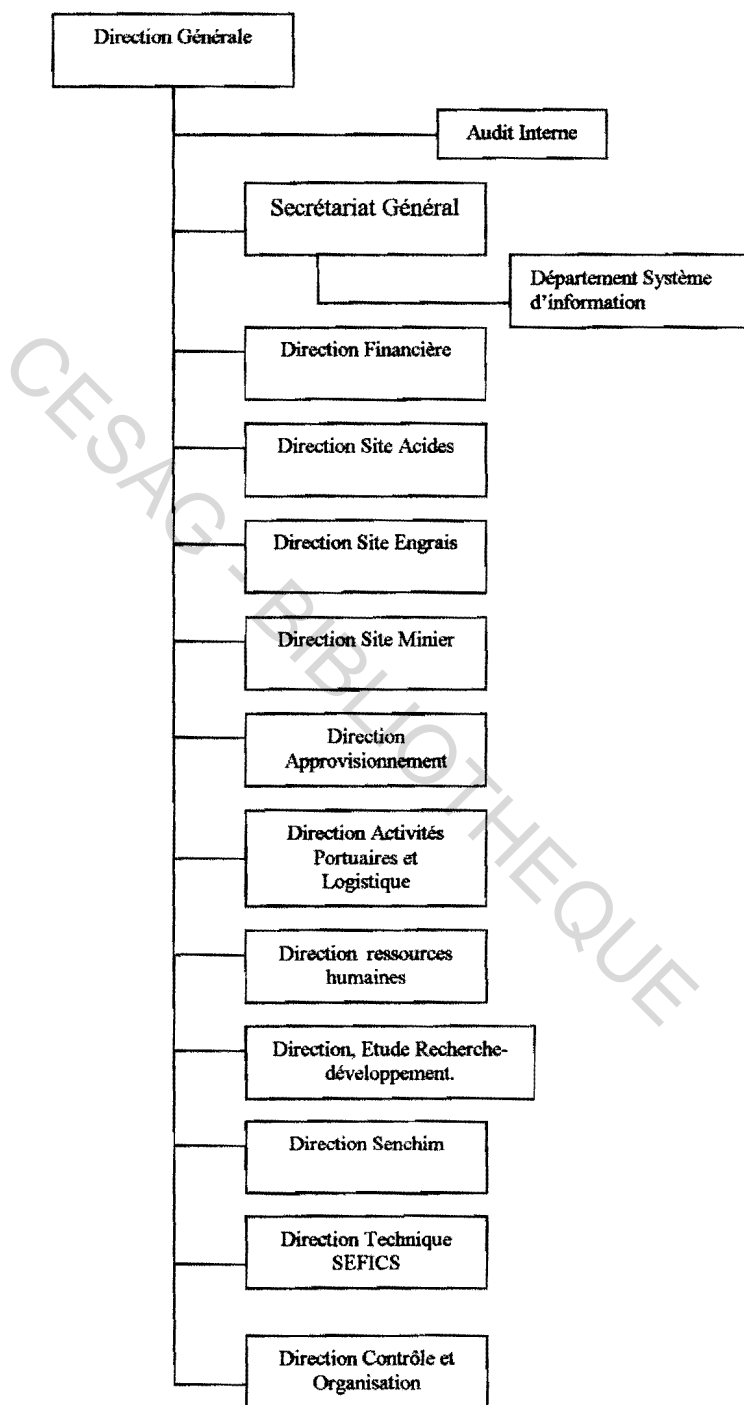 Direction Générale
Audit Interne
Secrétariat Général
Département Système
d'information
Direction Financière
Direction Site Acides
Direction Site Engrais
Direction Site Minier
Direction
Approvisionnement
Direction Activités
Portuaires et
Logistique
Direction ressources
humaines
Direction, Etude Recherche-
développement.
Direction Senchim
Direction Technique
SEFICS
Direction Contrôle et
Organisation
CESAG - BIBLIOTHEQUE